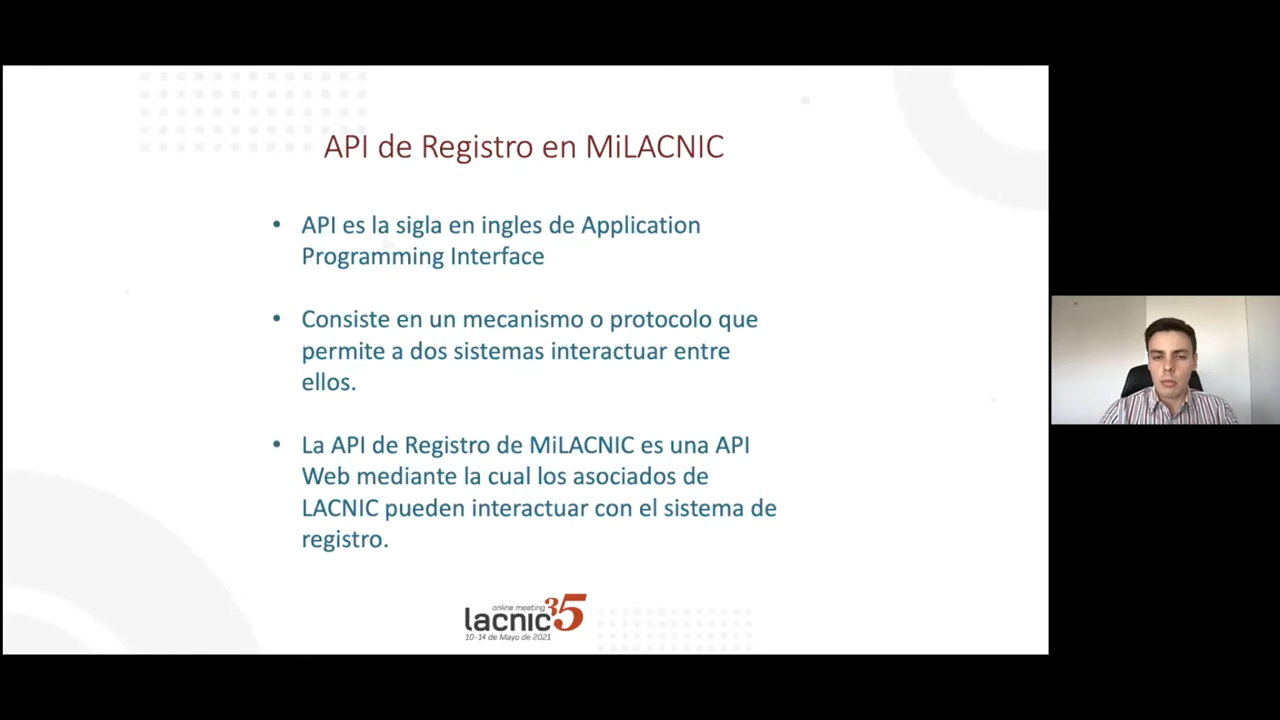 API de Registro en MiLACNIC
• API es la sigla en ingles de Application
Programming Interface
• Consiste en un mecanismo o protocolo que
permite a dos sistemas interactuar entre
ellos.
• La API de Registro de MiLACNIC es una API
Web mediante la cual los asociados de
LACNIC pueden interactuar con el sistema de
registro.
online meeting
lacnic35
10-14 de Mayo de 2021